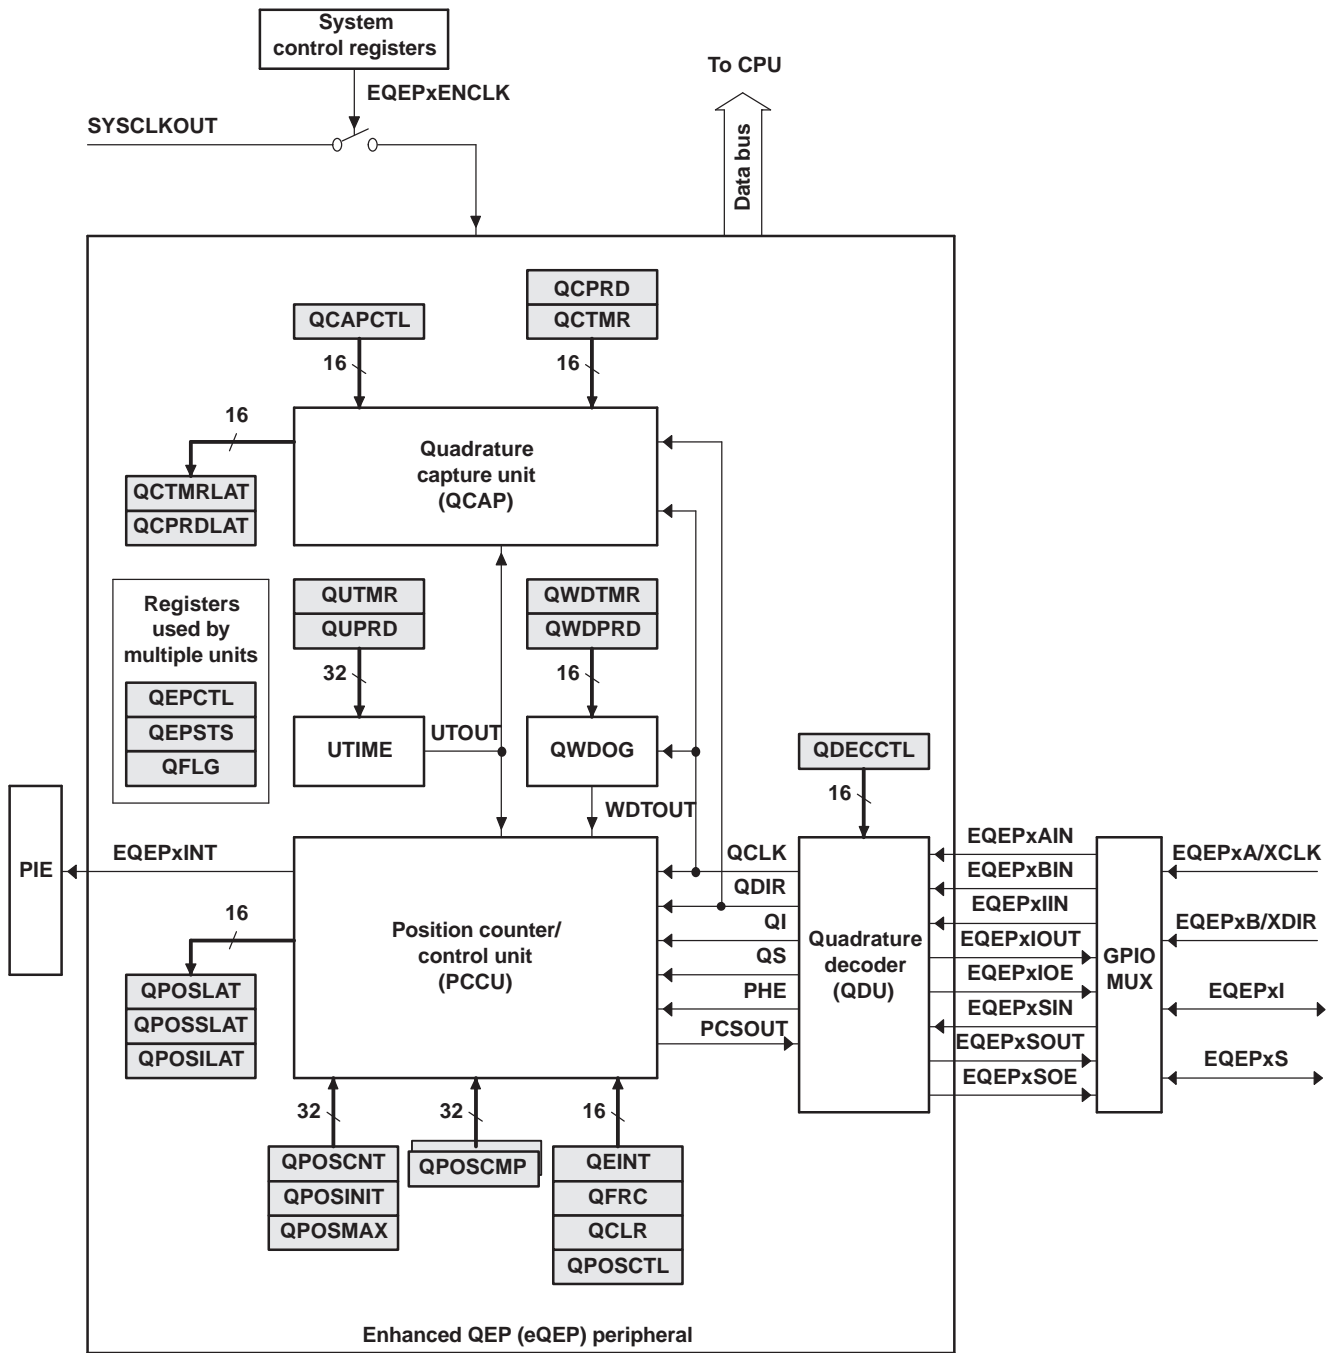 System
control registers
To CPU
EQEPxENCLK
SYSCLKOUT
Data bus
QCPRD
QCAPCTL
QCTMR
16
16
16
Quadrature
capture unit
(QCAP)
QCTMRLAT
QCPRDLAT
Registers
used by
multiple units
QEPCTL
QEPSTS
QFLG
QUTMR
QUPRD
QWDTMR
QWDPRD
32
16
UTIME
UTOUT
QWDOG
WDTOUT
QDECCTL
16
PIE
EQEPxINT
16
QPOSLAT
QPOSSLAT
QPOSILAT
Position counter/
control unit
(PCCU)
QCLK
QDIR
QI
QS
PHE
PCSOUT
Quadrature
decoder
(QDU)
EQEPxAIN
EQEPxBIN
EQEPxIIN
EQEPxIOUT
EQEPxIOE
EQEPxSIN
EQEPxSOUT
EQEPxSOE
GPIO
MUX
EQEPxA/XCLK
EQEPxB/XDIR
EQEPxI
EQEPxS
32
32
16
QPOSCNT
QPOSINIT
QPOSMAX
QPOSCMP
QEINT
QFRC
QCLR
QPOSCTL
Enhanced QEP (eQEP) peripheral